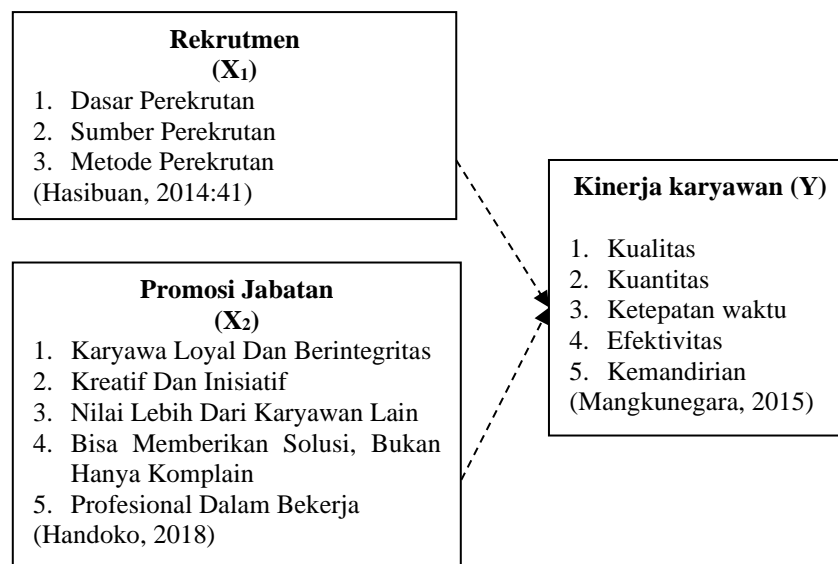 Rekrutmen
(X₁)
1. Dasar Perekrutan
2. Sumber Perekrutan
3. Metode Perekrutan
(Hasibuan, 2014:41)
Promosi Jabatan
(X₂)
1. Karyawa Loyal Dan Berintegritas
2. Kreatif Dan Inisiatif
3. Nilai Lebih Dari Karyawan Lain
4. Bisa Memberikan Solusi, Bukan
Hanya Komplain
5. Profesional Dalam Bekerja
(Handoko, 2018)
Kinerja karyawan (Y)
1. Kualitas
2. Kuantitas
3. Ketepatan waktu
4. Efektivitas
5. Kemandirian
(Mangkunegara, 2015)